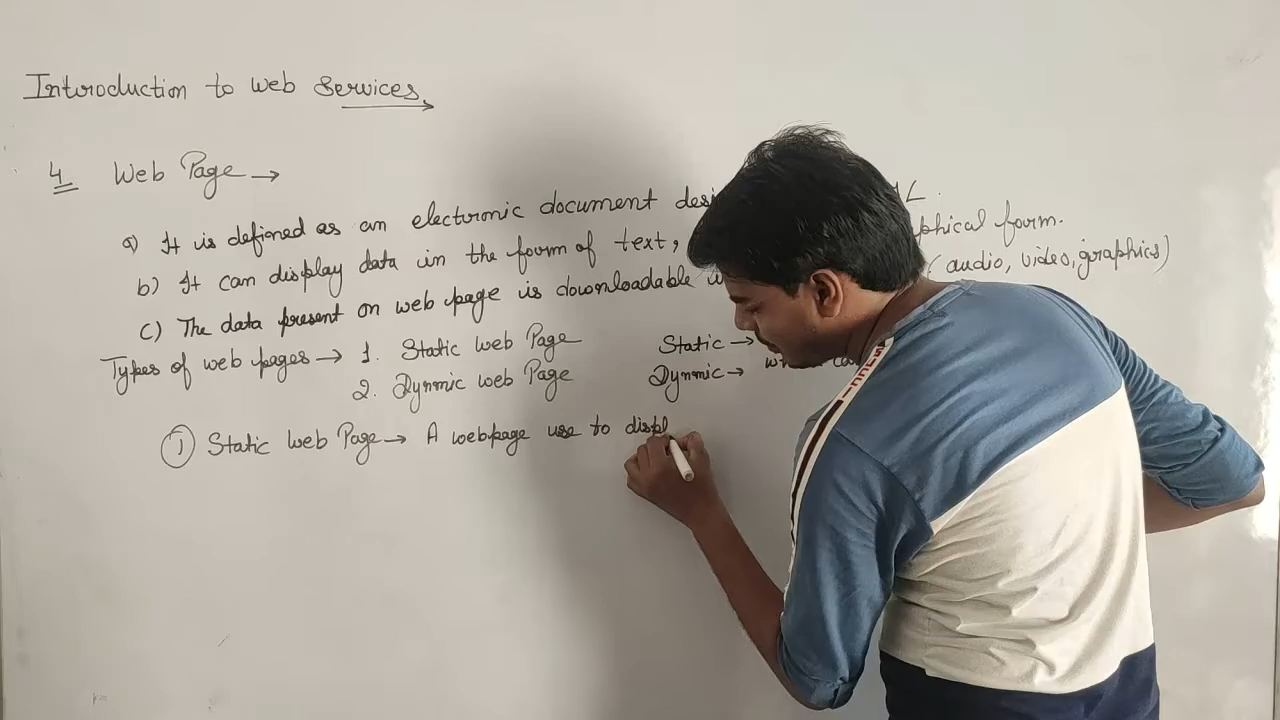 Introduction to web Services
4 Web Page →
a) It is defined as an electronic document
b) It can display data in the form of text, graphical form.
c) The data present on web page is downloadable (audio, video, graphics)
Types of web pages → 1. Static web Page Static →
2. Dynmic web Page Dynmic →
① Static Web Page → A webpage use to displ